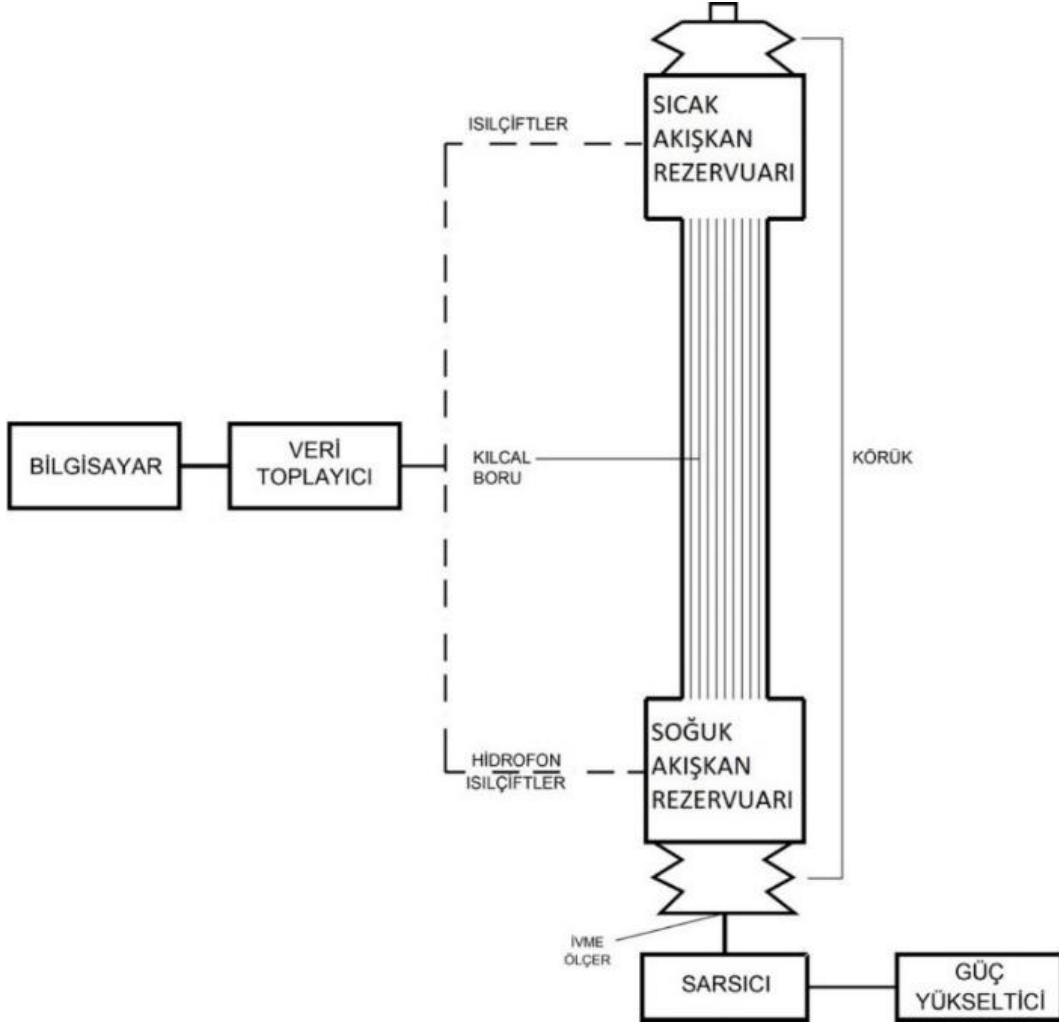 SICAK
AKIŞKAN
REZERVUARI
ISILÇİFTLER
BİLGİSAYAR
VERİ
TOPLAYICI
KILCAL
BORU
KÖRÜK
SOĞUK
AKIŞKAN
REZERVUARI
HİDROFON
ISILÇİFTLER
İVME
ÖLÇER
SARSICI
GÜÇ
YÜKSELTİCİ